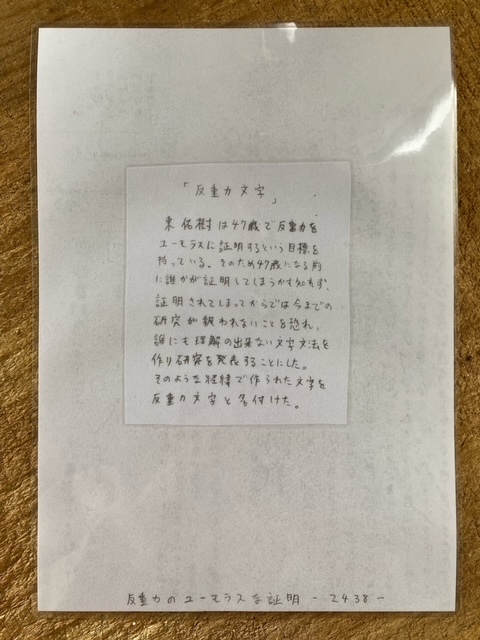 「反重力文字」
東佑樹は47歳で反重力を
ユーモラスに証明するという目標を
持っている。そのため47歳になる前
に誰かが証明してしまうかも知れず、
証明されてしまってからでは今までの
研究が報われないことを恐れ、
誰にも理解の出来ない文字文法を
作り研究を発表することにした。
そのような経緯で作られた文字を
反重力文字と名付けた。
反重力のユーモラスな証明 - 2438 -